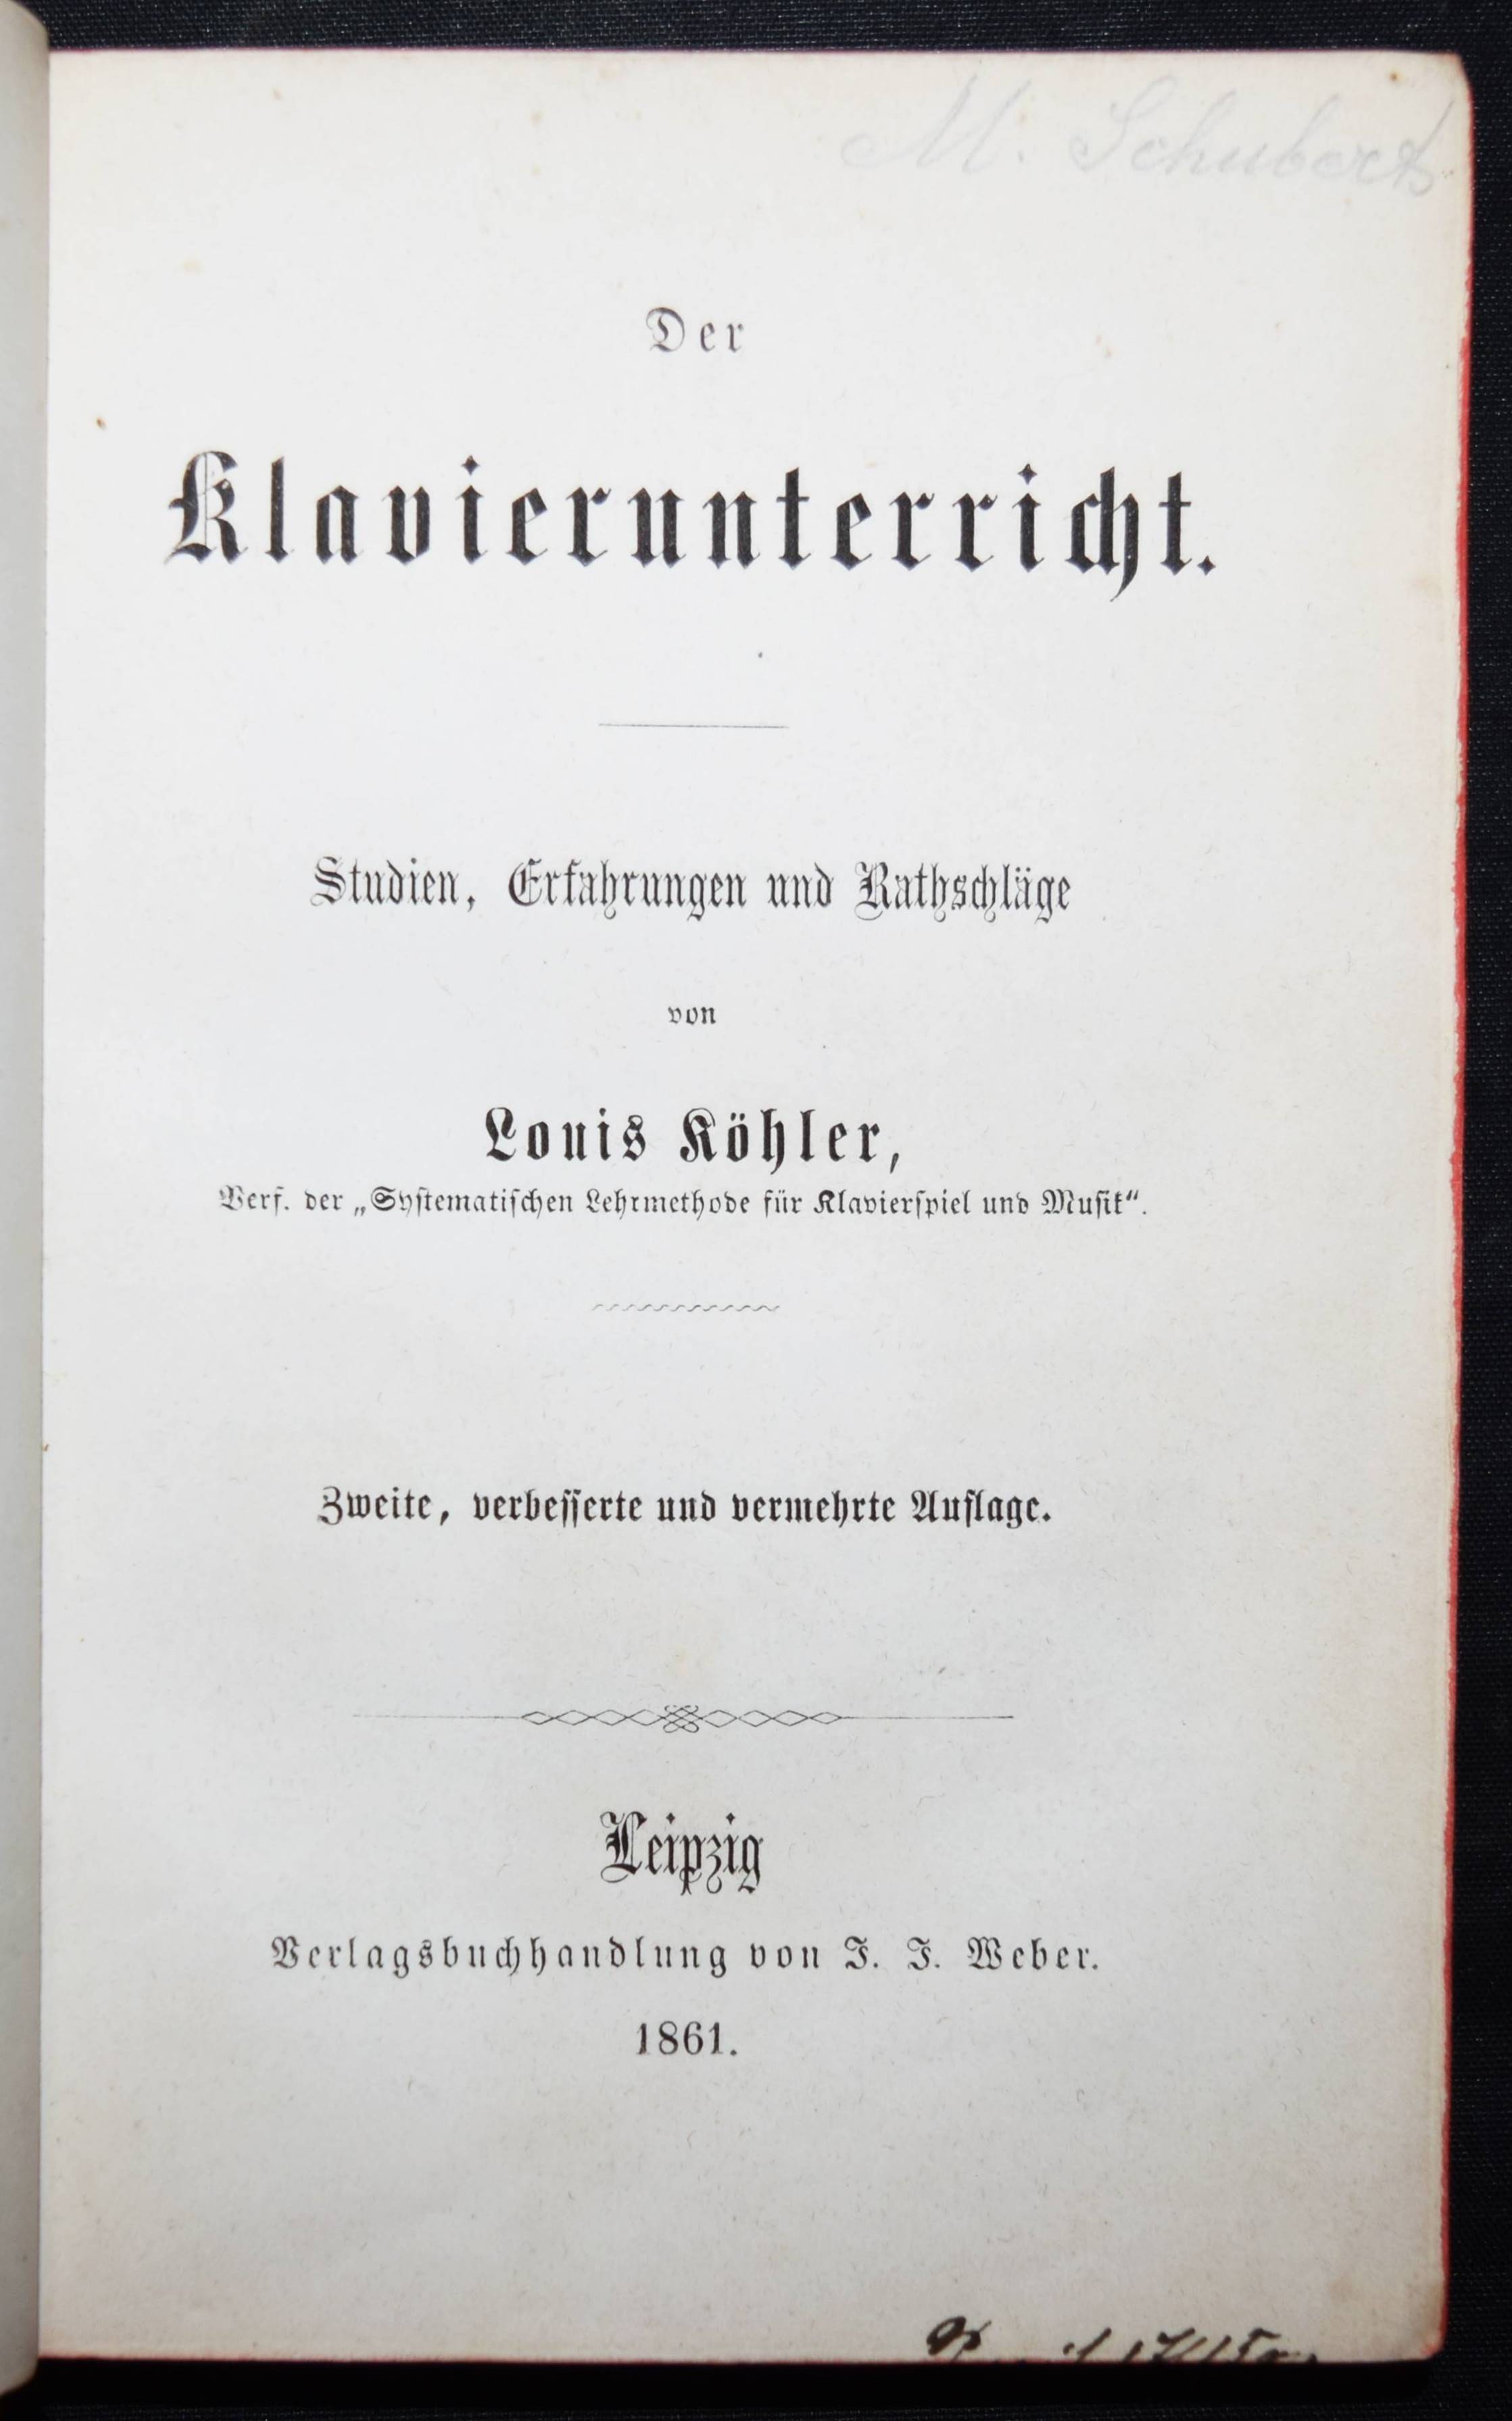 M. Schubert
Der
Klavierunterricht.
Studien, Erfahrungen und Rathschläge
von
Louis Köhler,
Verf. der „Syſtematiſchen Lehrmethode für Klavierſpiel und Muſik“.
Zweite, verbeſſerte und vermehrte Auflage.
Leipzig
Verlagsbuchhandlung von J. J. Weber.
1861.